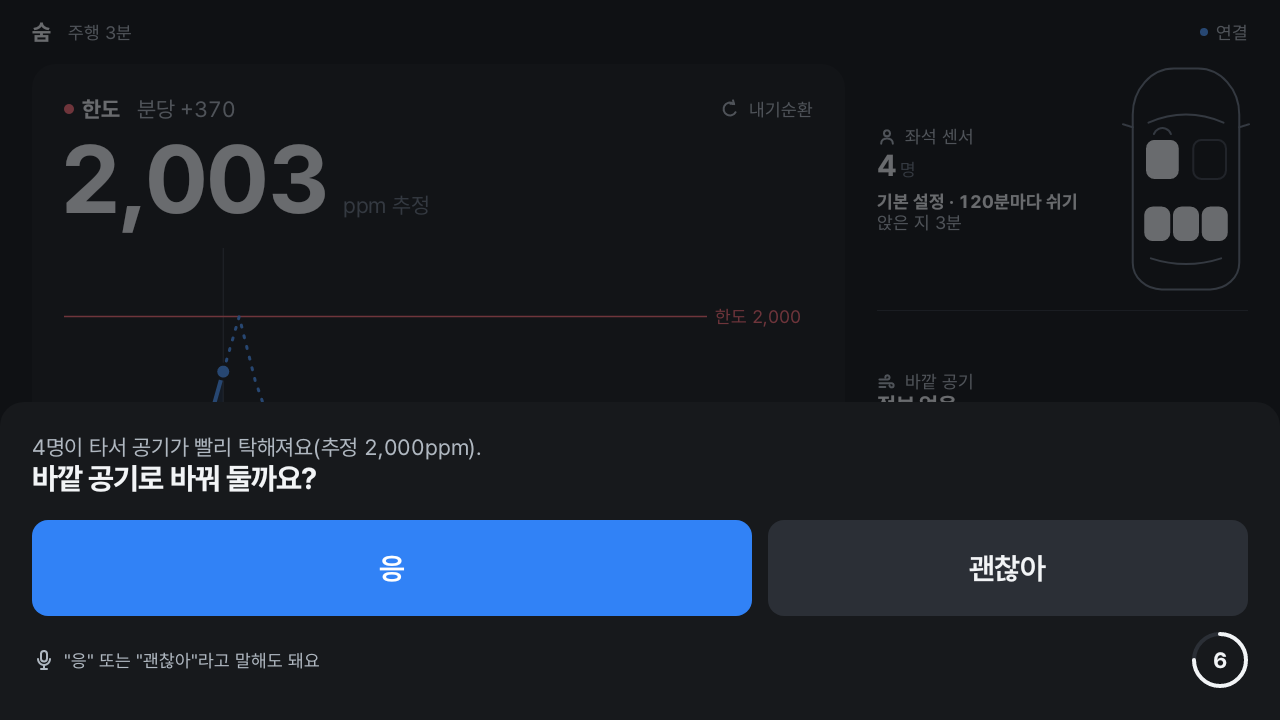 숨 주행 3분
연결
한도 분당 +370
내기순환
2,003 ppm 추정
한도 2,000
좌석 센서
4명
기본 설정 · 120분마다 쉬기
앉은 지 3분
바깥 공기
4명이 타서 공기가 빨리 탁해져요(추정 2,000ppm).
바깥 공기로 바꿔 둘까요?
응
괜찮아
"응" 또는 "괜찮아"라고 말해도 돼요
6